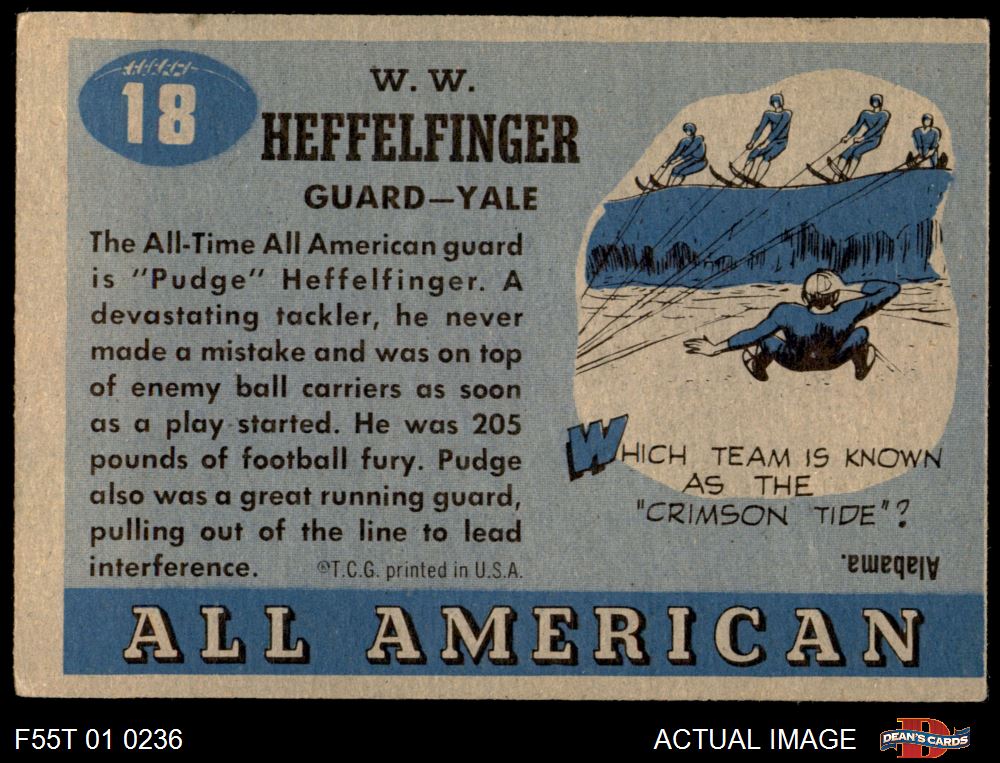 18
W. W.
HEFFELFINGER
GUARD—YALE
The All-Time All American guard
is "Pudge" Heffelfinger. A
devastating tackler, he never
made a mistake and was on top
of enemy ball carriers as soon
as a play started. He was 205
pounds of football fury. Pudge
also was a great running guard,
pulling out of the line to lead
interference.
©T.C.G. printed in U.S.A.
WHICH TEAM IS KNOWN
AS THE
"CRIMSON TIDE"?
Alabama.
ALL AMERICAN
F55T 01 0236
ACTUAL IMAGE
D
DEAN'S CARDS